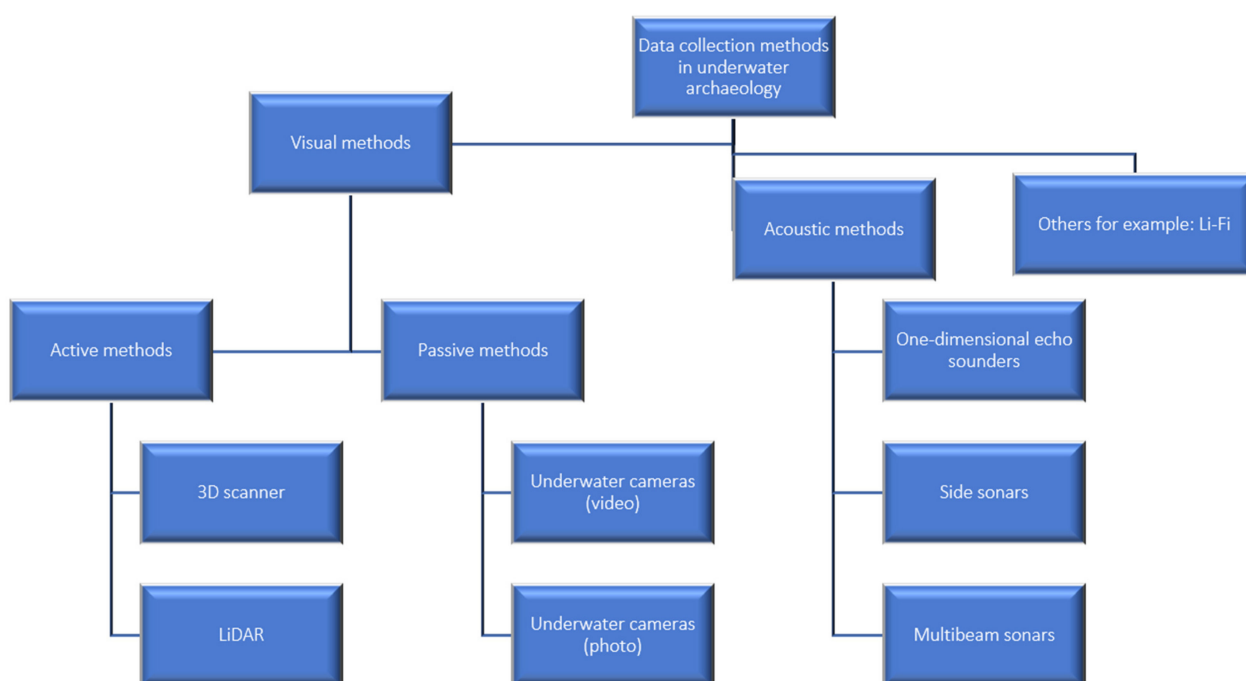 Data collection methods
in underwater
archaeology
Visual methods
Acoustic methods
Others for example: Li-Fi
Active methods
Passive methods
One-dimensional echo
sounders
3D scanner
Underwater cameras
(video)
Side sonars
LiDAR
Underwater cameras
(photo)
Multibeam sonars